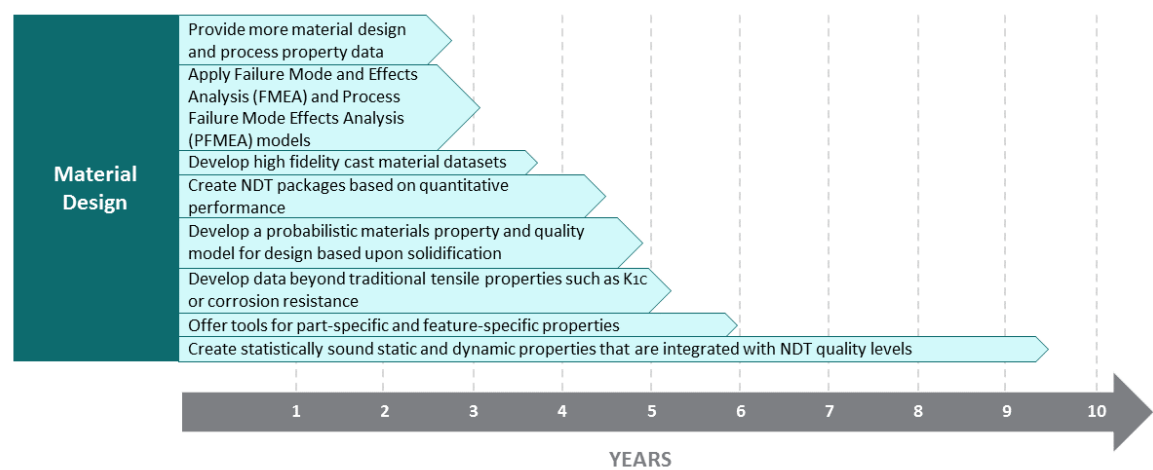 Material
Design
Provide more material design
and process property data
Apply Failure Mode and Effects
Analysis (FMEA) and Process
Failure Mode Effects Analysis
(PFMEA) models
Develop high fidelity cast material datasets
Create NDT packages based on quantitative
performance
Develop a probabilistic materials property and quality
model for design based upon solidification
Develop data beyond traditional tensile properties such as K1C
or corrosion resistance
Offer tools for part-specific and feature-specific properties
Create statistically sound static and dynamic properties that are integrated with NDT quality levels
1 2 3 4 5 6 7 8 9 10
YEARS